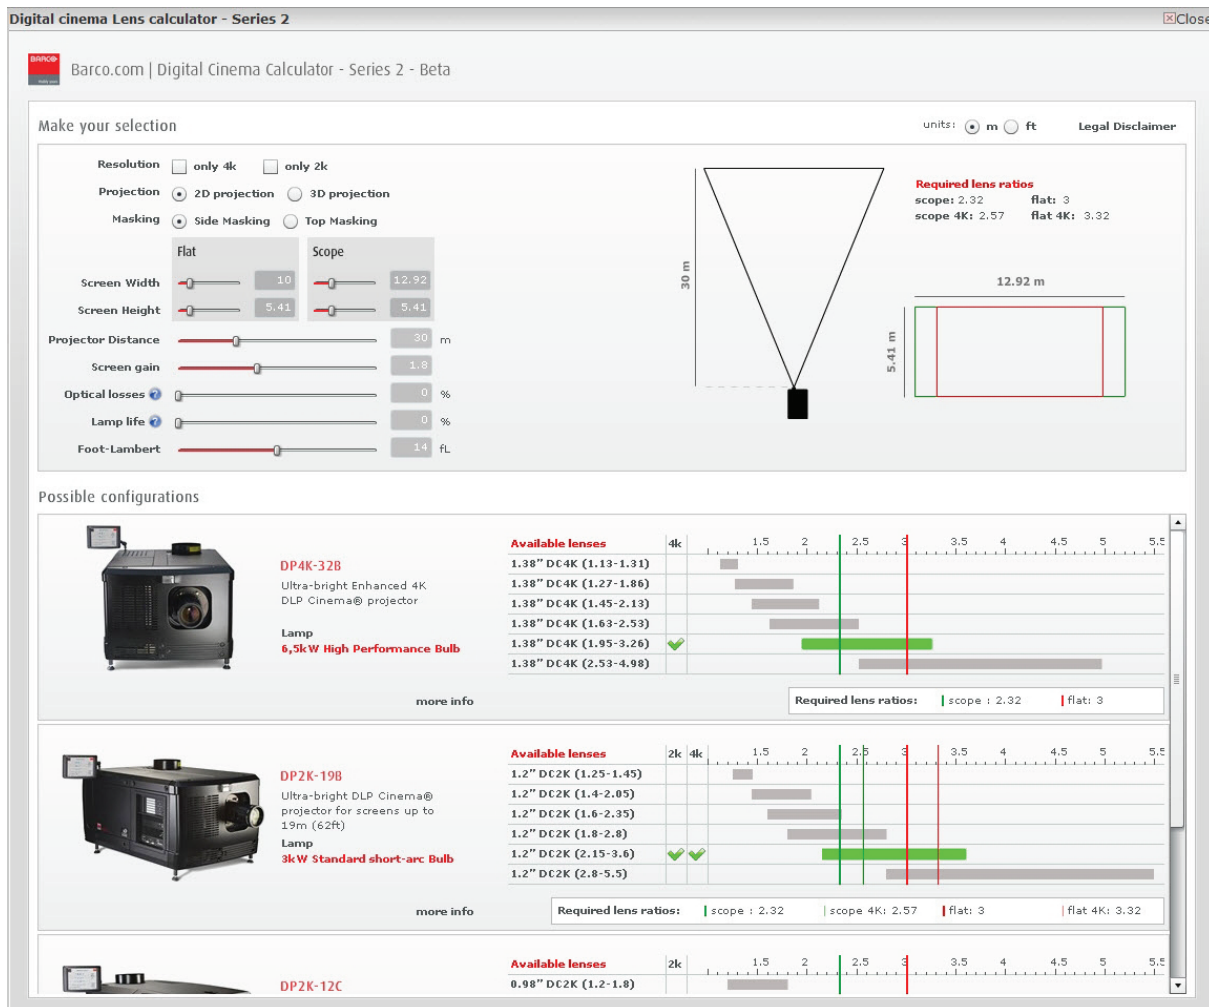 Digital cinema Lens calculator - Series 2
Close
BARCO
Barco.com | Digital Cinema Calculator - Series 2 - Beta
Make your selection
units: m ft
Legal Disclaimer
Resolution only 4k only 2k
Projection 2D projection 3D projection
Masking Side Masking Top Masking
Flat Scope
Screen Width 10 12.92
Screen Height 5.41 5.41
Projector Distance 30 m
Screen gain 1.8
Optical losses ? 0 %
Lamp life ? 0 %
Foot-Lambert 14 fL
30 m
Required lens ratios
scope: 2.32 flat: 3
scope 4K: 2.57 flat 4K: 3.32
12.92 m
5.41 m
Possible configurations
DP4K-32B
Ultra-bright Enhanced 4K
DLP Cinema® projector
Lamp
6,5kW High Performance Bulb
more info
Available lenses 4k 1.5 2 2.5 3 3.5 4 4.5 5 5.5
1.38” DC4K (1.13-1.31)
1.38” DC4K (1.27-1.86)
1.38” DC4K (1.45-2.13)
1.38” DC4K (1.63-2.53)
1.38” DC4K (1.95-3.26)
1.38” DC4K (2.53-4.98)
Required lens ratios: scope : 2.32 flat: 3
DP2K-19B
Ultra-bright DLP Cinema®
projector for screens up to
19m (62ft)
Lamp
3kW Standard short-arc Bulb
more info
Available lenses 2k 4k 1.5 2 2.5 3 3.5 4 4.5 5 5.5
1.2” DC2K (1.25-1.45)
1.2” DC2K (1.4-2.05)
1.2” DC2K (1.6-2.35)
1.2” DC2K (1.8-2.8)
1.2” DC2K (2.15-3.6)
1.2” DC2K (2.8-5.5)
Required lens ratios: scope : 2.32 scope 4K: 2.57 flat: 3 flat 4K: 3.32
DP2K-12C
Available lenses 2k 1.5 2 2.5 3 3.5 4 4.5 5 5.5
0.98” DC2K (1.2-1.8)